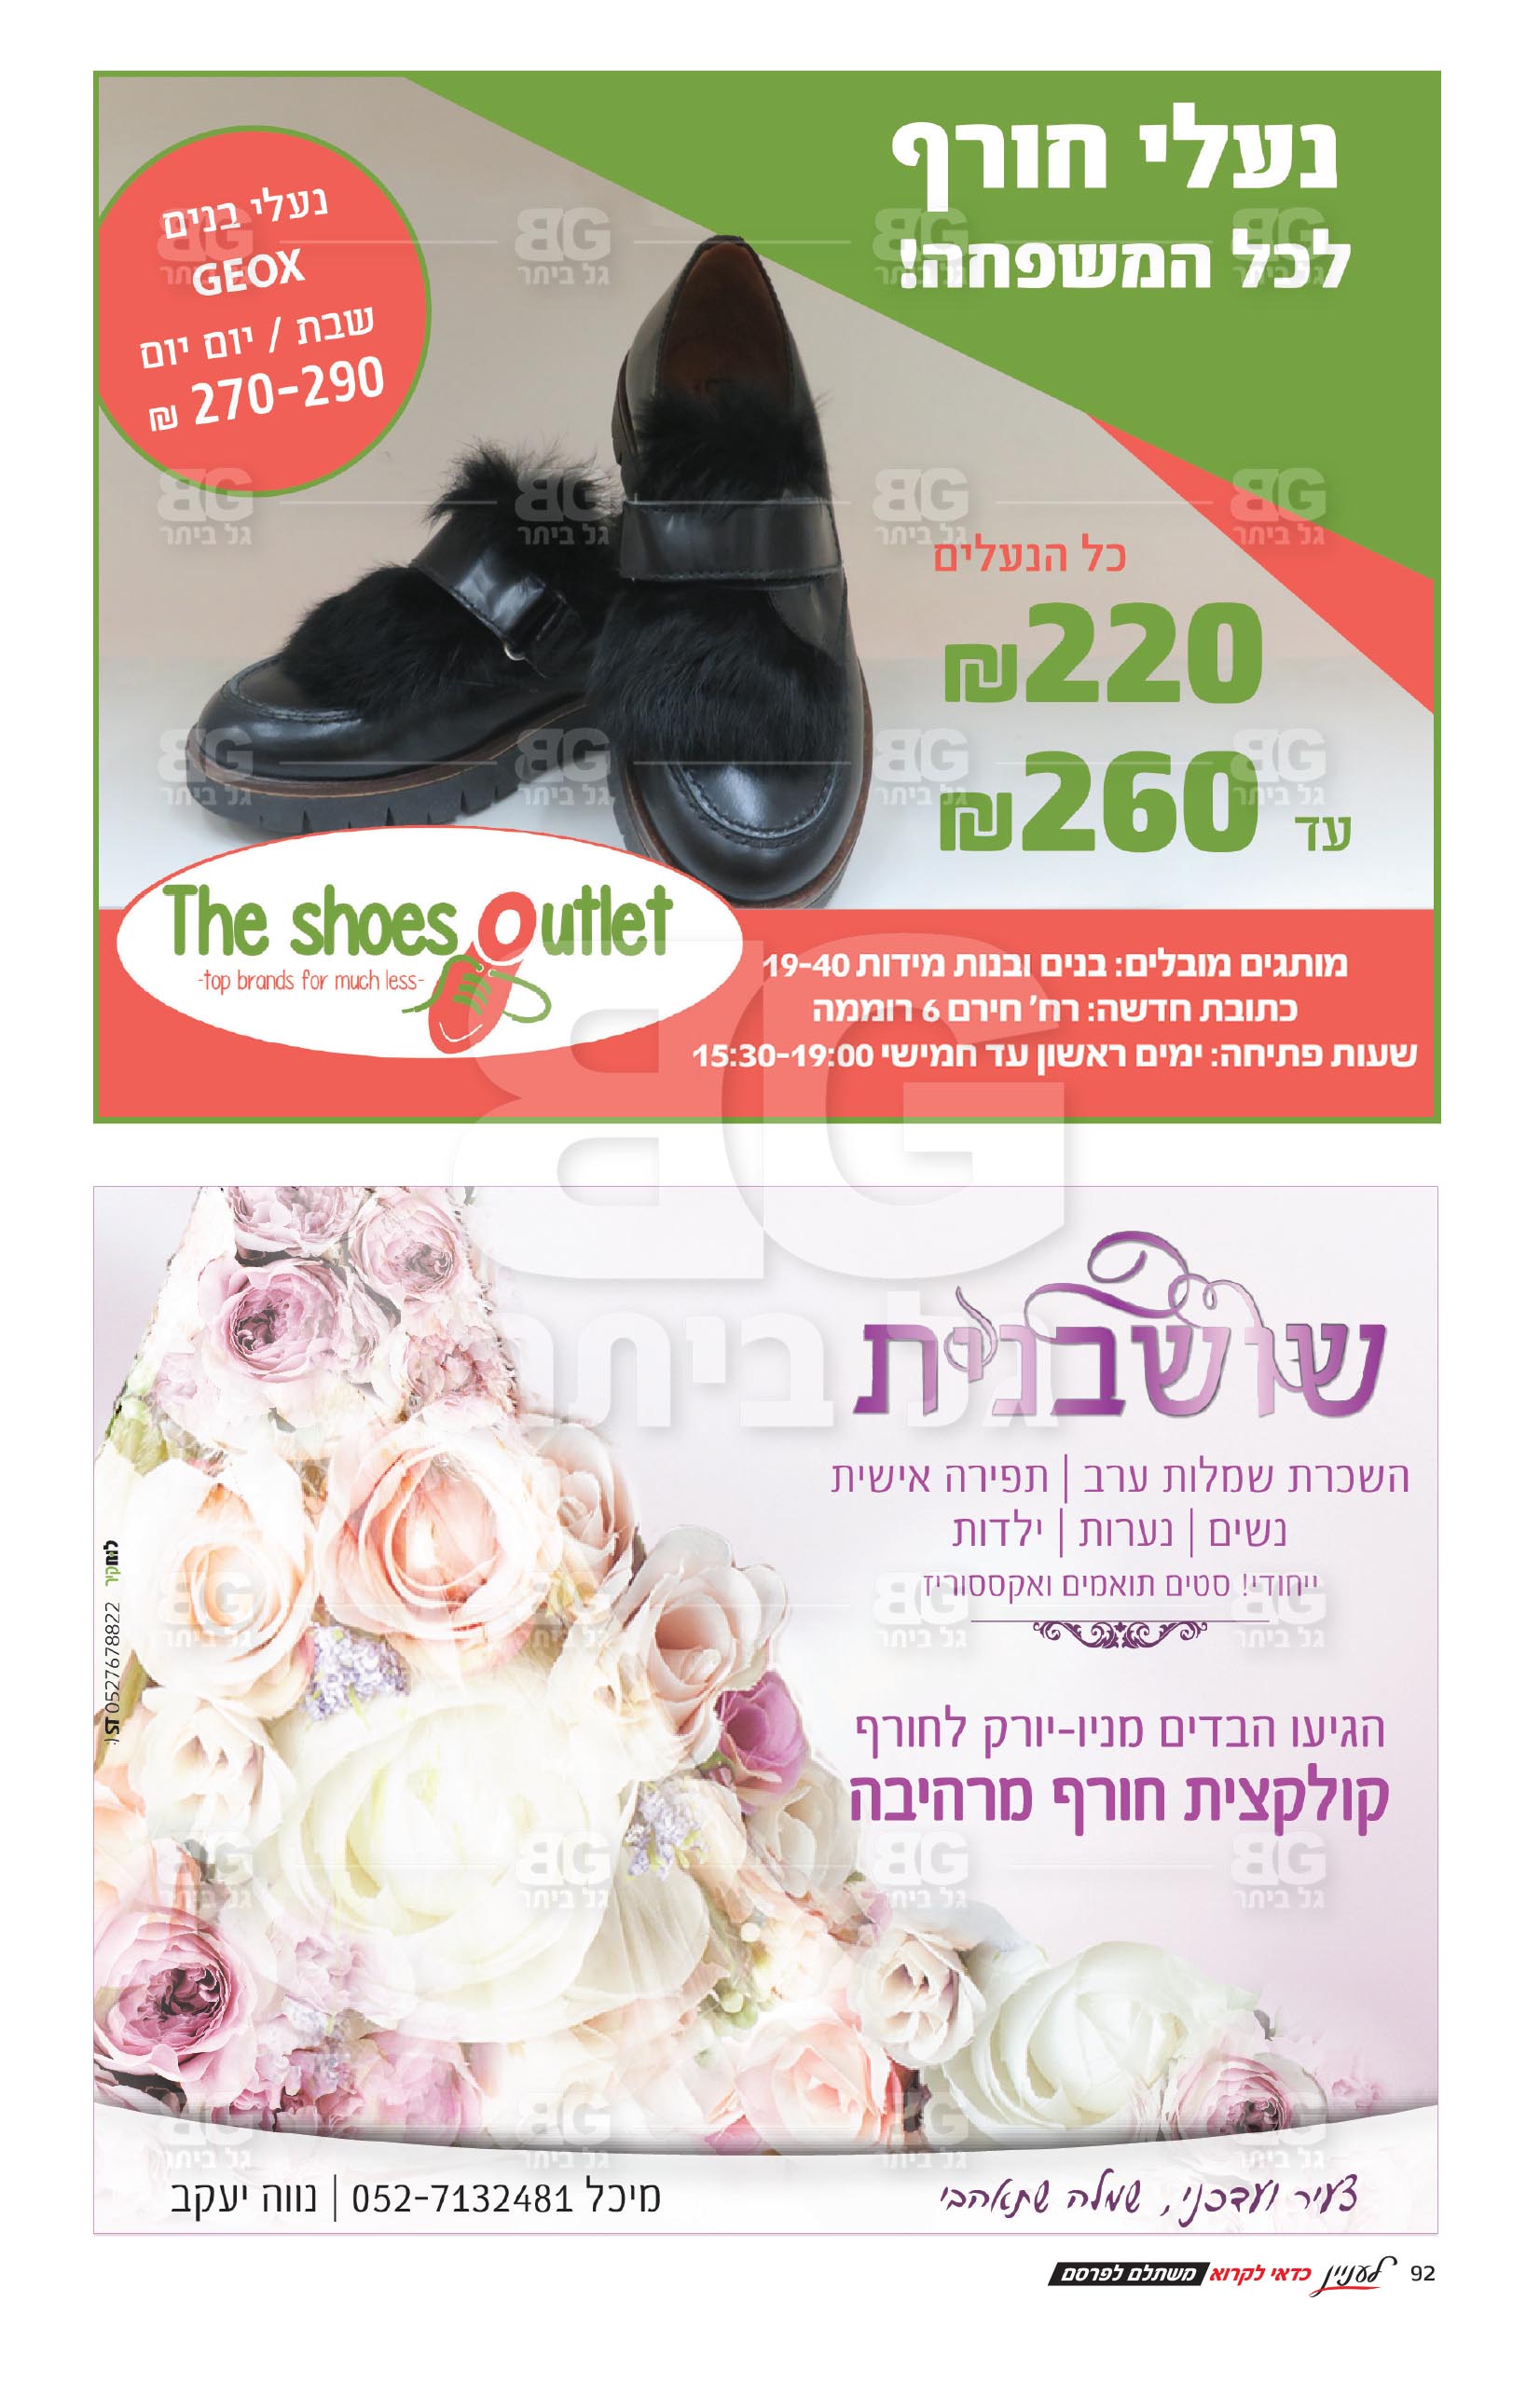 נעלי חורף
לכל המשפחה!
נעלי בנים
GEOX
שבת / יום יום
270-290 ₪
כל הנעלים
220₪
עד 260₪
The shoes outlet
-top brands for much less-
מותגים מובלים: בנים ובנות מידות 19-40
כתובת חדשה: רח' חירם 6 רוממה
שעות פתיחה: ימים ראשון עד חמישי 15:30-19:00
BG
גל ביתר
שושבנית
השכרת שמלות ערב | תפירה אישית
נשים | נערות | ילדות
ייחודי! סטים תואמים ואקססוריז
הגיעו הבדים מניו-יורק לחורף
קולקצית חורף מרהיבה
0527678822
צעיר ועדכני, שמלה שתאהבי
מיכל 052-7132481 | נווה יעקב
92 לעניין כדאי לקרוא משתלם לפרסם